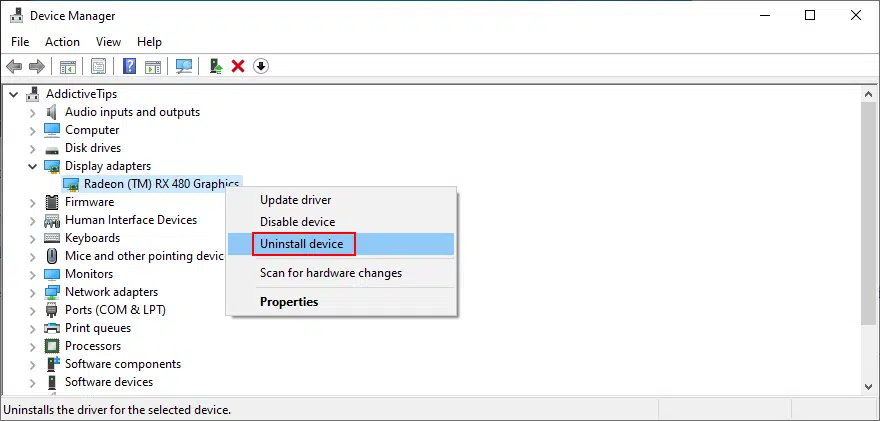 Device Manager
File Action View Help
AddictiveTips
Audio inputs and outputs
Computer
Disk drives
Display adapters
Radeon (TM) RX 480 Graphics
Update driver
Disable device
Uninstall device
Scan for hardware changes
Properties
Firmware
Human Interface Devices
Keyboards
Mice and other pointing devic
Monitors
Network adapters
Ports (COM & LPT)
Print queues
Processors
Software components
Software devices
Uninstalls the driver for the selected device.